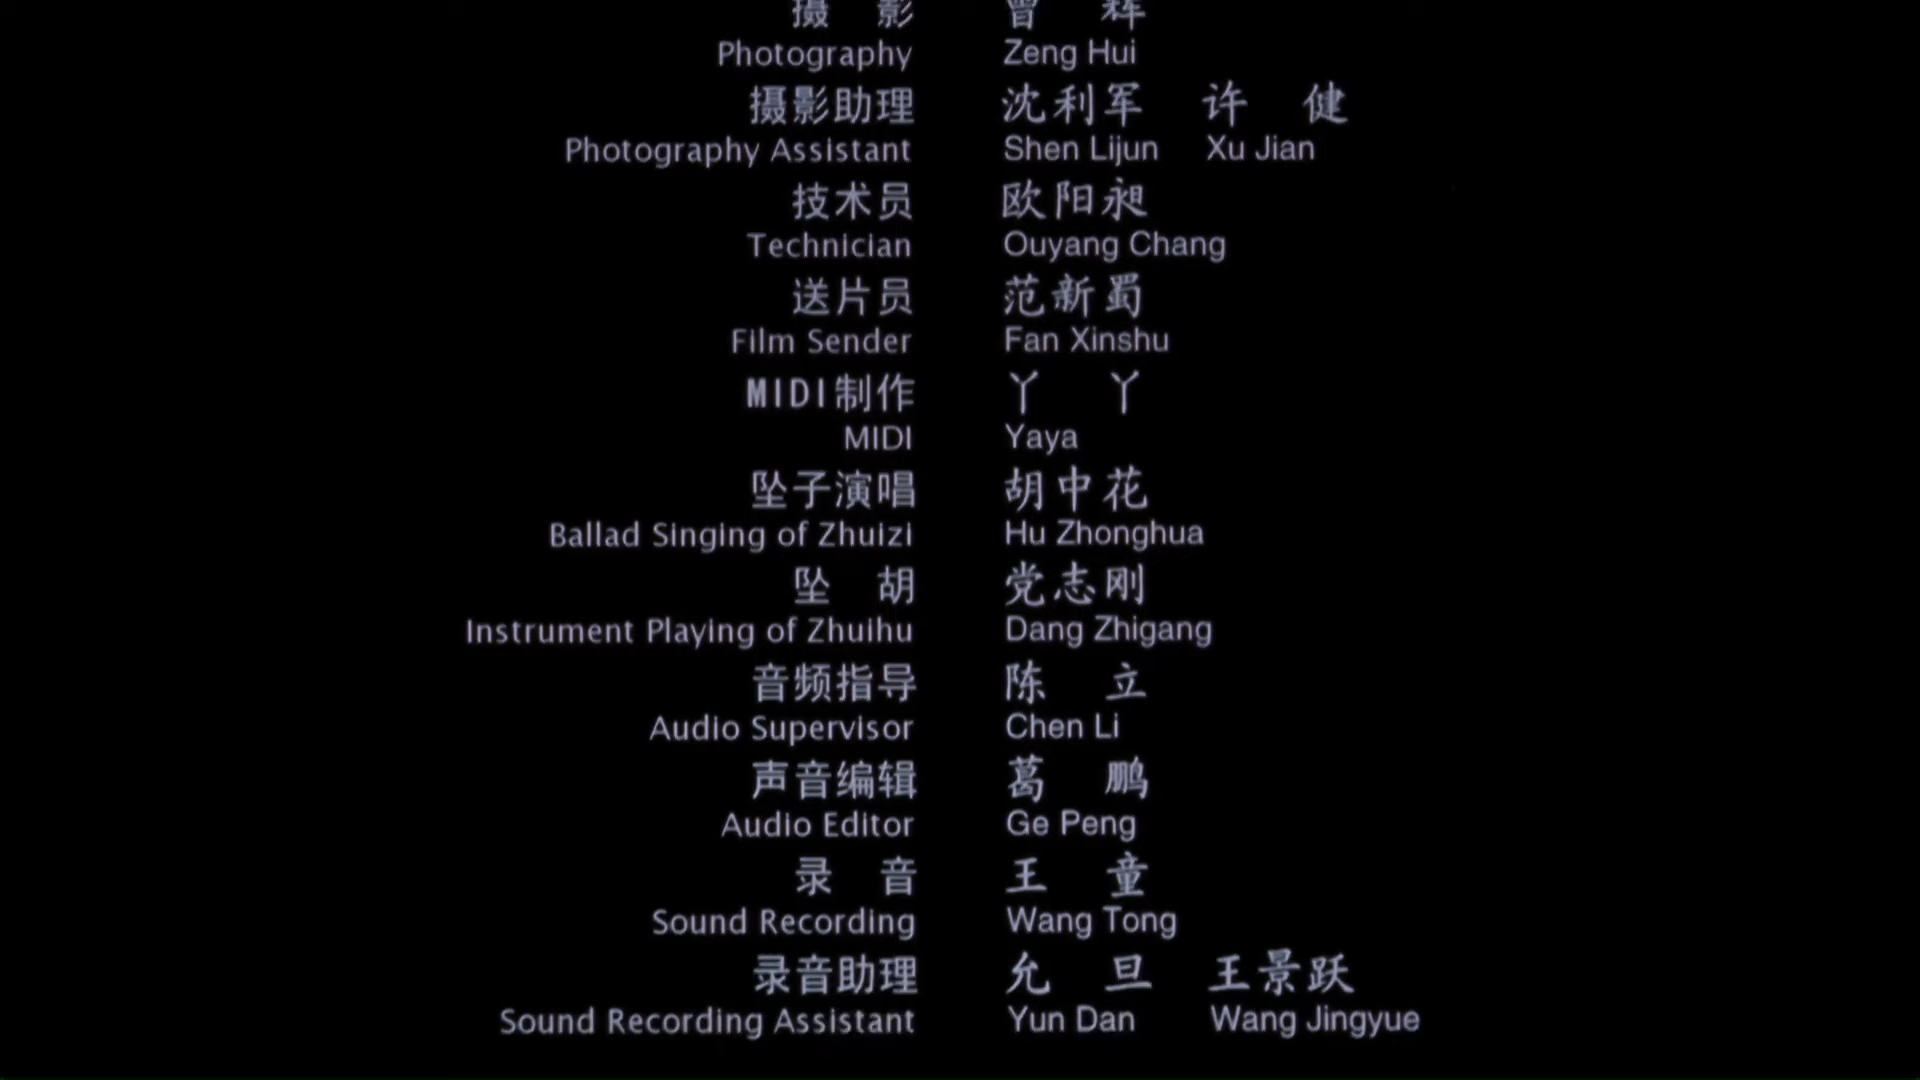 摄 影 曾 辉
Photography Zeng Hui
摄影助理 沈利军 许 健
Photography Assistant Shen Lijun Xu Jian
技术员 欧阳昶
Technician Ouyang Chang
送片员 范新蜀
Film Sender Fan Xinshu
MIDI制作 丫 丫
MIDI Yaya
坠子演唱 胡中花
Ballad Singing of Zhuizi Hu Zhonghua
坠 胡 党志刚
Instrument Playing of Zhuihu Dang Zhigang
音频指导 陈 立
Audio Supervisor Chen Li
声音编辑 葛 鹏
Audio Editor Ge Peng
录 音 王 童
Sound Recording Wang Tong
录音助理 允 旦 王景跃
Sound Recording Assistant Yun Dan Wang Jingyue